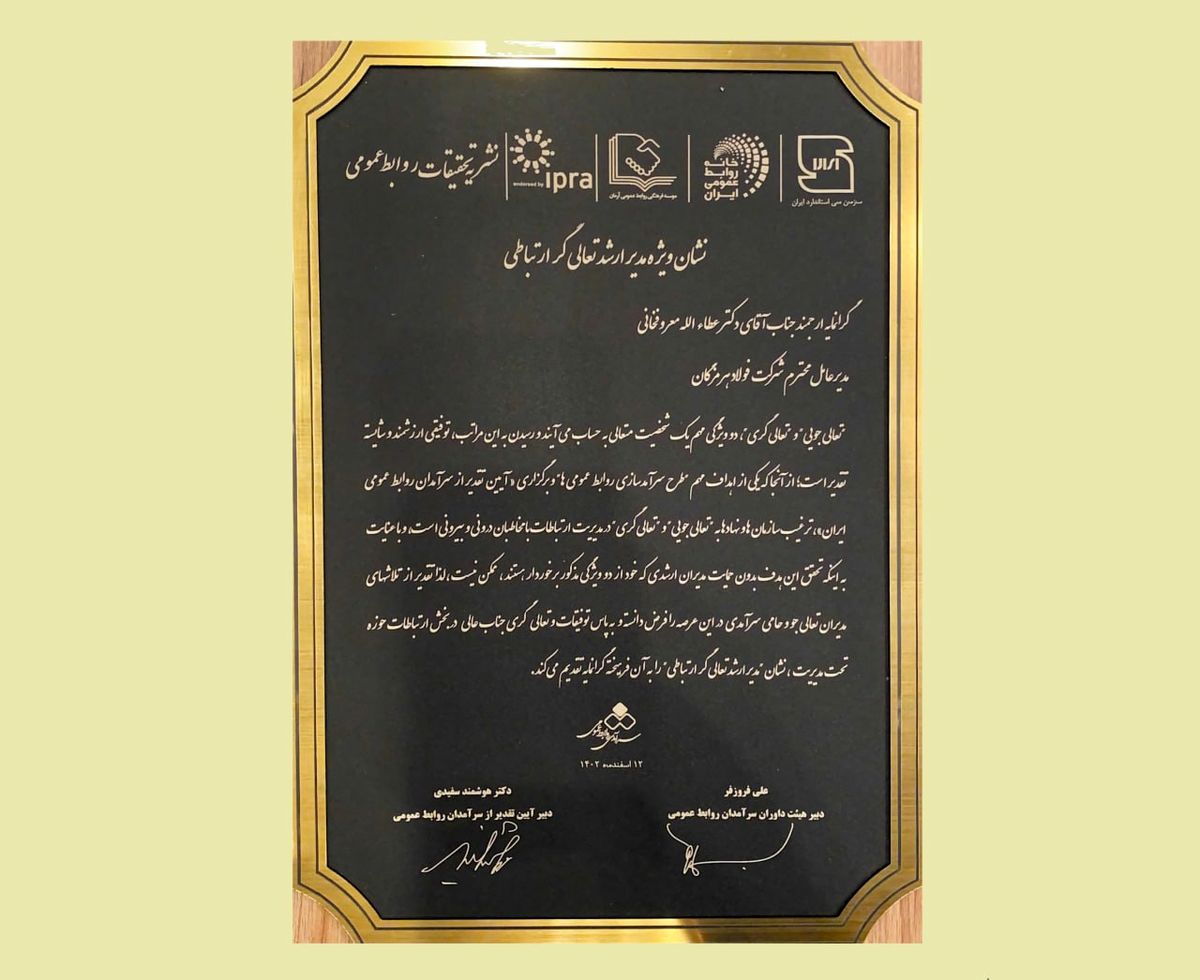 ایران
سازمان ملی استاندارد ایران
خانه
روابط
عمومی
ایران
موسسه فرهنگی روابط عمومی آرمان
endorsed by ipra
نشریه تحقیقات روابط عمومی
نشان ویژه مدیر ارشد تعالی گر ارتباطی
گرانمایه ارجمند جناب آقای دکتر عطاء الله معروفخانی
مدیرعامل محترم شرکت فولاد هرمزگان
"تعالی جویی" و "تعالی گری"، دو ویژگی مهم یک شخصیت متعالی به حساب می آیند و رسیدن به این مراتب، توفیقی ارزشمند و شایسته
تقدیر است؛ از آنجا که یکی از اهداف مهم "طرح سرآمدسازی روابط عمومی ها" و برگزاری «آیین تقدیر از سرآمدان روابط عمومی
ایران»، ترغیب سازمان ها و نهادها به "تعالی جویی" و "تعالی گری" در مدیریت ارتباطات با مخاطبان درونی و بیرونی است، و با عنایت
به اینکه تحقق این هدف بدون حمایت مدیران ارشدی که خود از دو ویژگی مذکور برخوردار هستند، ممکن نیست، لذا تقدیر از تلاشهای
مدیران تعالی جو و حامی سرآمدی در این عرصه را فرض دانسته و به پاس توفیقات و تعالی گری جناب عالی در بخش ارتباطات حوزه
تحت مدیریت، نشان "مدیر ارشد تعالی گر ارتباطی" را به آن فرهیخته گرانمایه تقدیم می کند.
۱۲ اسفندماه ۱۴۰۲
علی فروزفر
دبیر هیئت داوران سرآمدان روابط عمومی
دکتر هوشمند سفیدی
دبیر آیین تقدیر از سرآمدان روابط عمومی